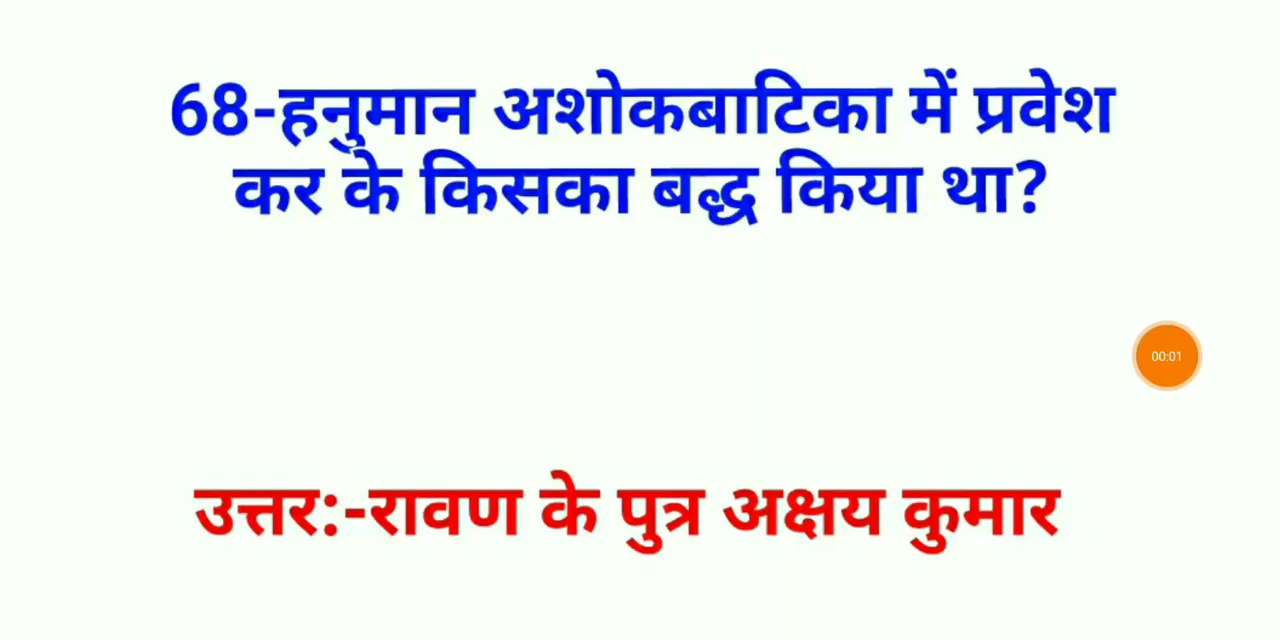 68-हनुमान अशोकबाटिका में प्रवेश
कर के किसका बद्ध किया था?
00:01
उत्तर:-रावण के पुत्र अक्षय कुमार